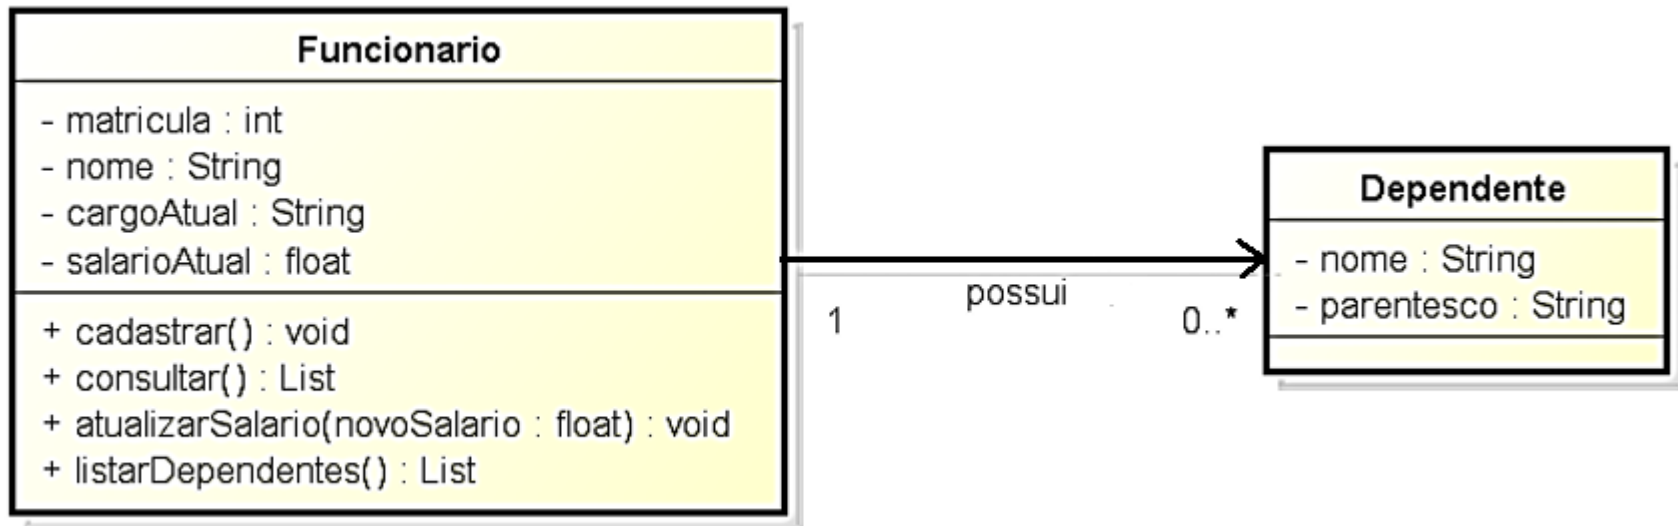 Funcionario
- matricula : int
- nome : String
- cargoAtual : String
- salarioAtual : float
+ cadastrar() : void
+ consultar() : List
+ atualizarSalario(novoSalario : float) : void
+ listarDependentes() : List
possui
1
0..*
Dependente
- nome : String
- parentesco : String